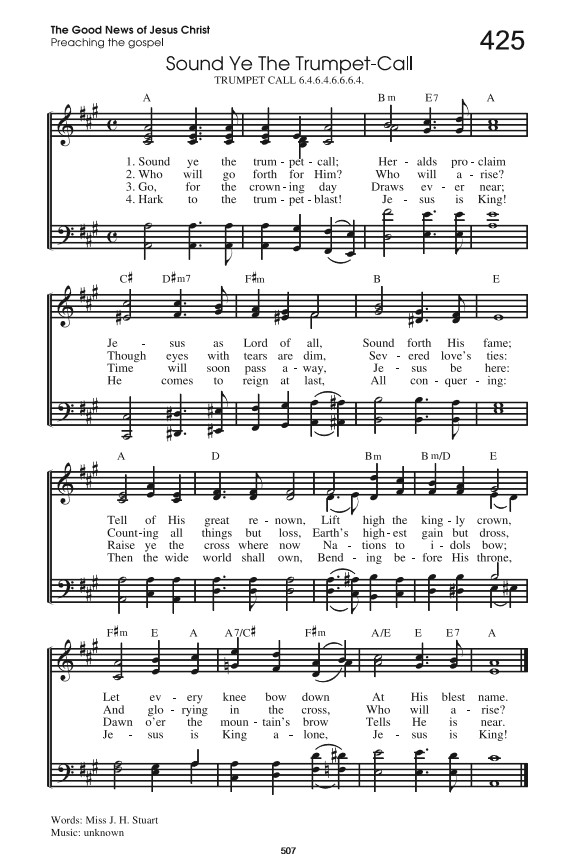 The Good News of Jesus Christ
Preaching the gospel
425
Sound Ye The Trumpet-Call
TRUMPET CALL 6.4.6.4.6.6.6.4.
A Bm E7 A
1. Sound ye the trum - pet - call; Her - alds pro - claim
2. Who will go forth for Him? Who will a - rise?
3. Go, for the crown - ing day Draws ev - er near;
4. Hark to the trum - pet - blast! Je - sus is King!
C♯ D♯m7 F♯m B E
Je - sus as Lord of all, Sound forth His fame;
Though eyes with tears are dim, Sev - ered love's ties:
Time will soon pass a - way, Je - sus be here:
He comes to reign at last, All con - quer - ing:
A D Bm Bm/D E
Tell of His great re - nown, Lift high the king - ly crown,
Count - ing all things but loss, Earth's high - est gain but dross,
Raise ye the cross where now Na - tions to i - dols bow;
Then the wide world shall own, Bend - ing be - fore His throne,
F♯m E A A7/C♯ F♯m A/E E E7 A
Let ev - ery knee bow down At His blest name.
And glo - rying in the cross, Who will a - rise?
Dawn o'er the moun - tain's brow Tells He is near.
Je - sus is King a - lone, Je - sus is King!
Words: Miss J. H. Stuart
Music: unknown
507